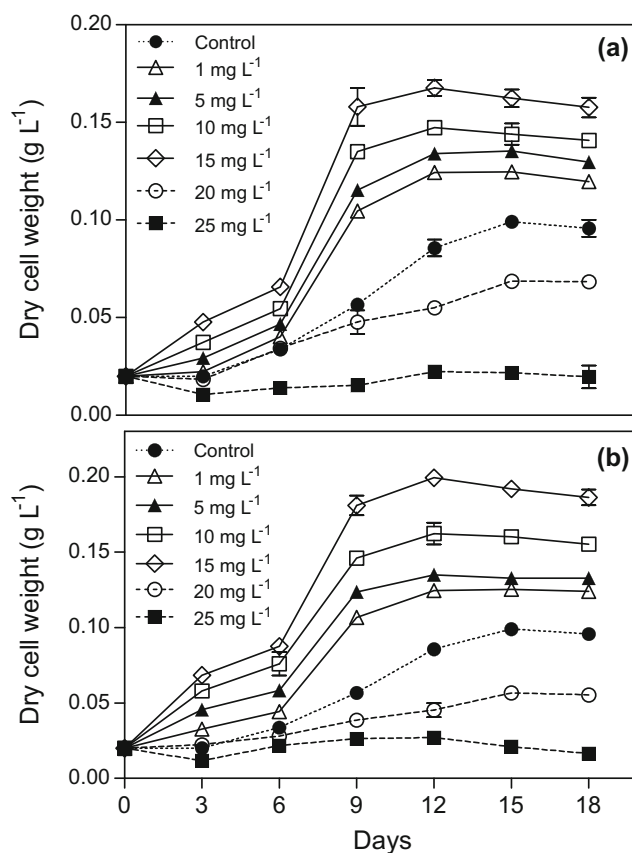 (a)
Dry cell weight (g L⁻¹)
0.20
0.15
0.10
0.05
0.00
Control
1 mg L⁻¹
5 mg L⁻¹
10 mg L⁻¹
15 mg L⁻¹
20 mg L⁻¹
25 mg L⁻¹
(b)
Dry cell weight (g L⁻¹)
0.20
0.15
0.10
0.05
0.00
Control
1 mg L⁻¹
5 mg L⁻¹
10 mg L⁻¹
15 mg L⁻¹
20 mg L⁻¹
25 mg L⁻¹
0 3 6 9 12 15 18
Days